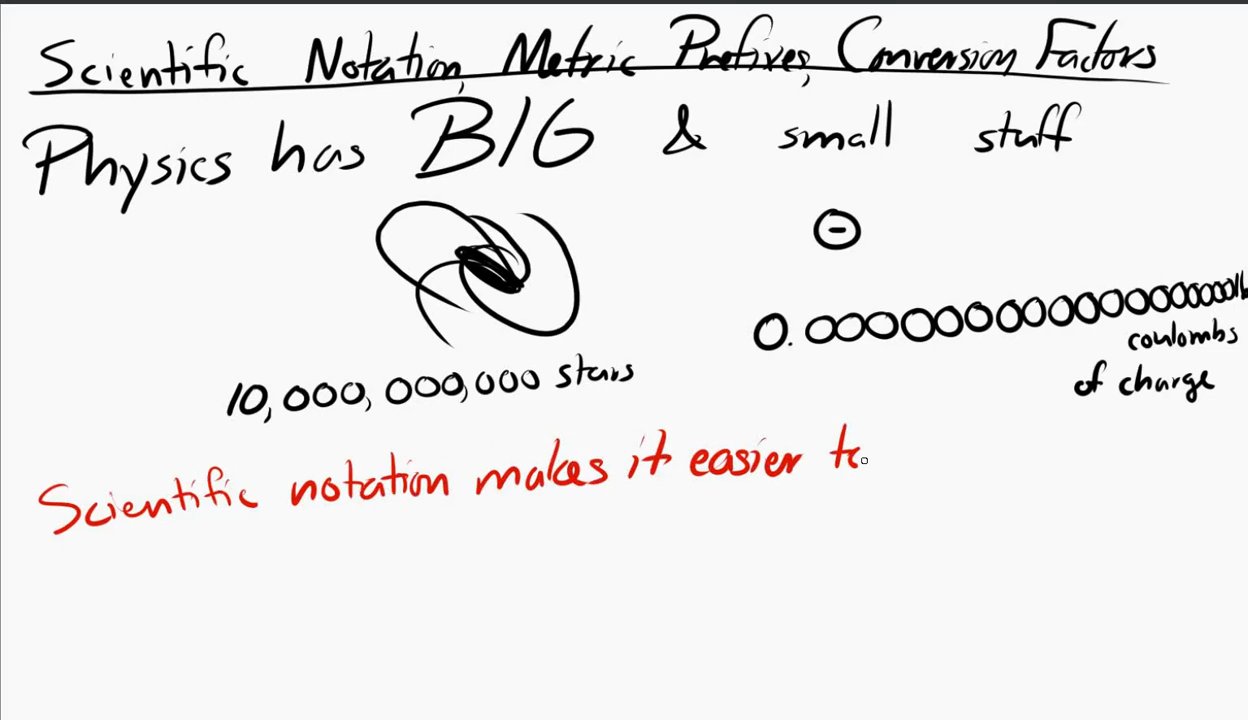 Scientific Notation, Metric Prefixes, Conversion Factors
Physics has BIG & small stuff
10,000,000,000 stars
coulombs
of charge
Scientific notation makes it easier to